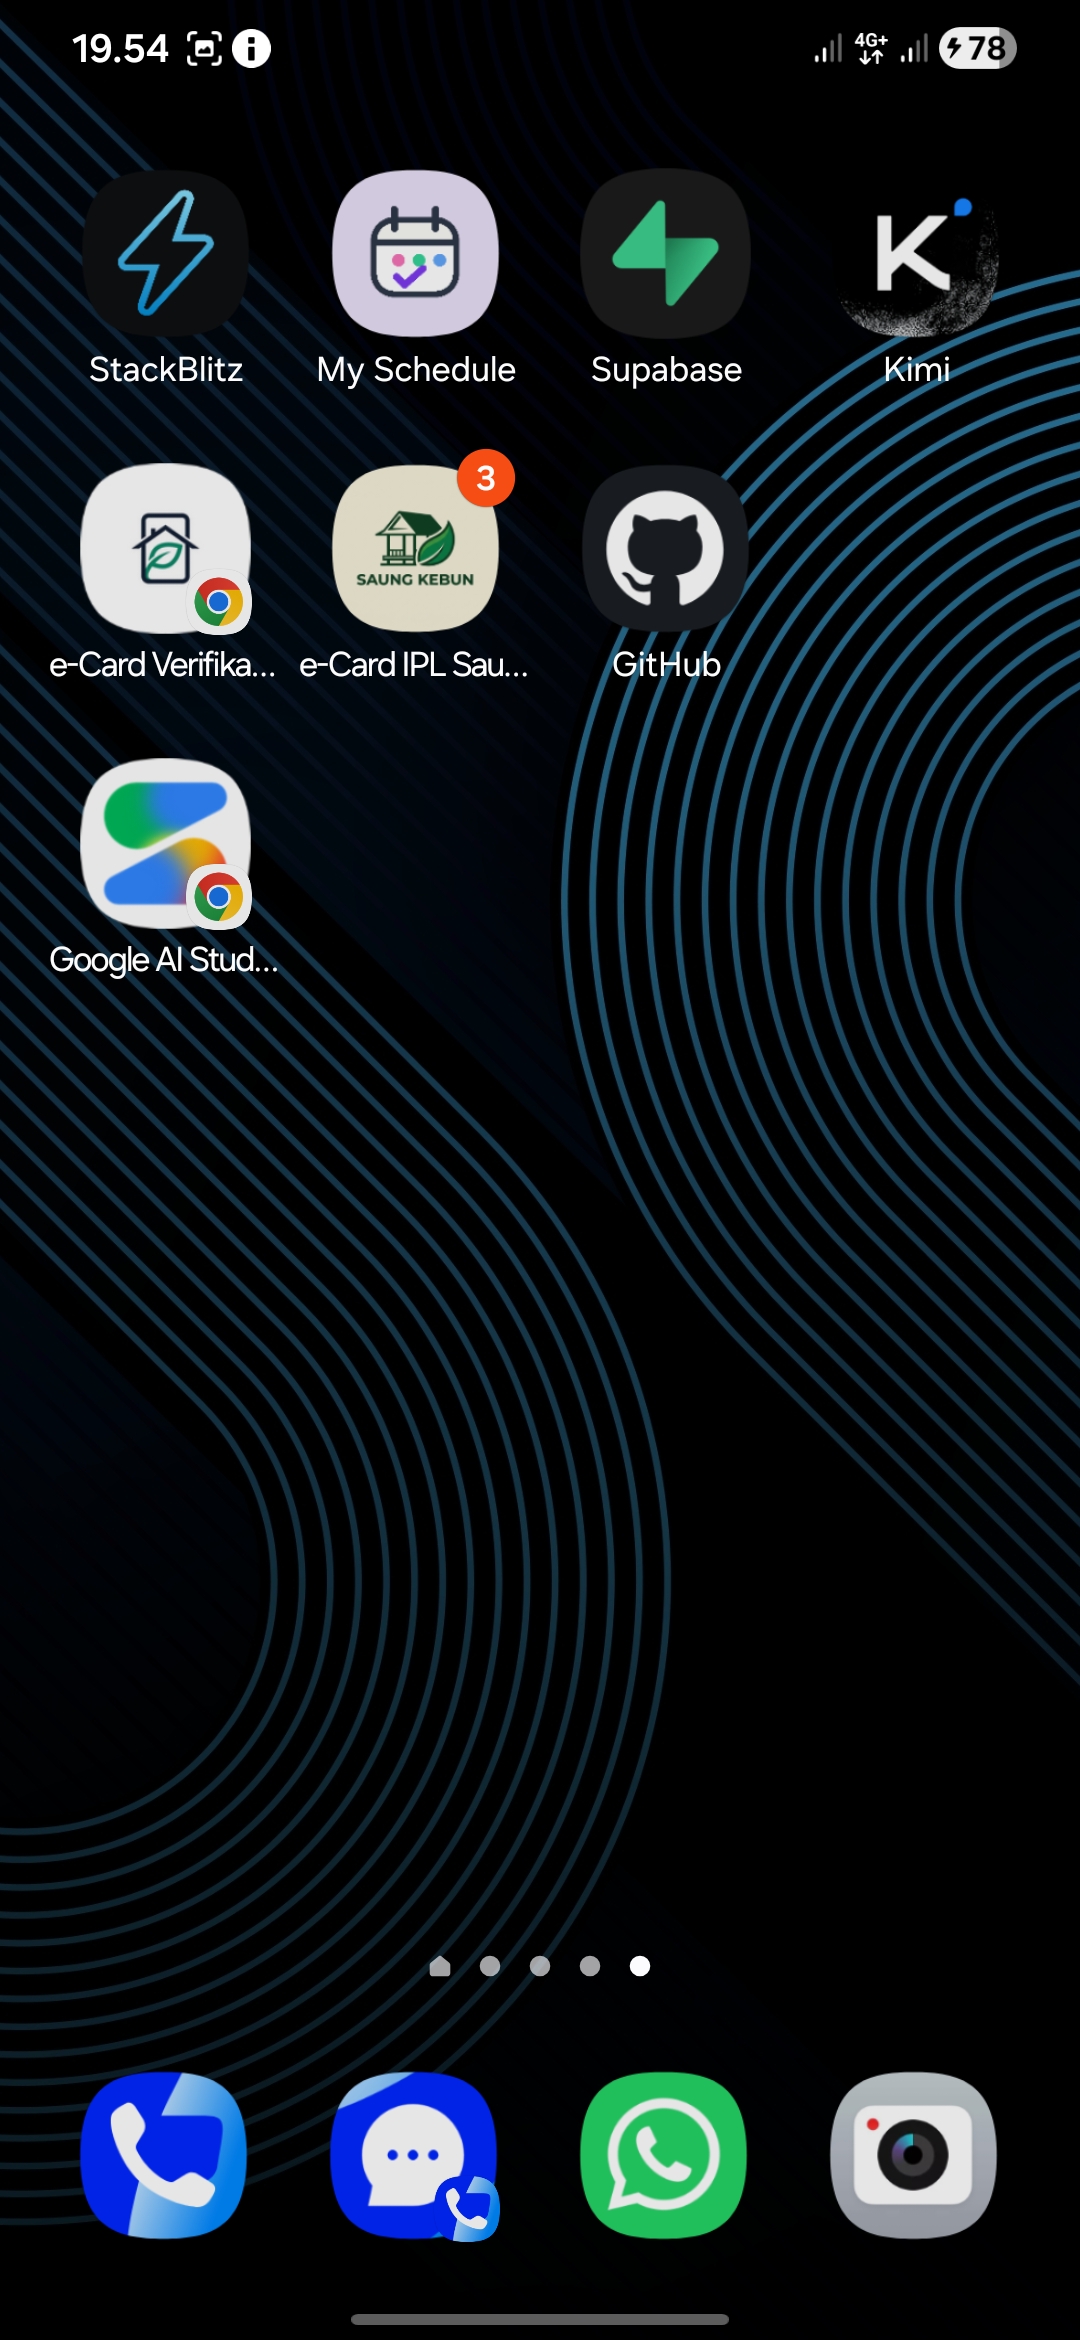 19.54
4G+
78
StackBlitz
My Schedule
Supabase
K
Kimi
3
SAUNG KEBUN
e-Card Verifika...
e-Card IPL Sau...
GitHub
Google AI Stud...